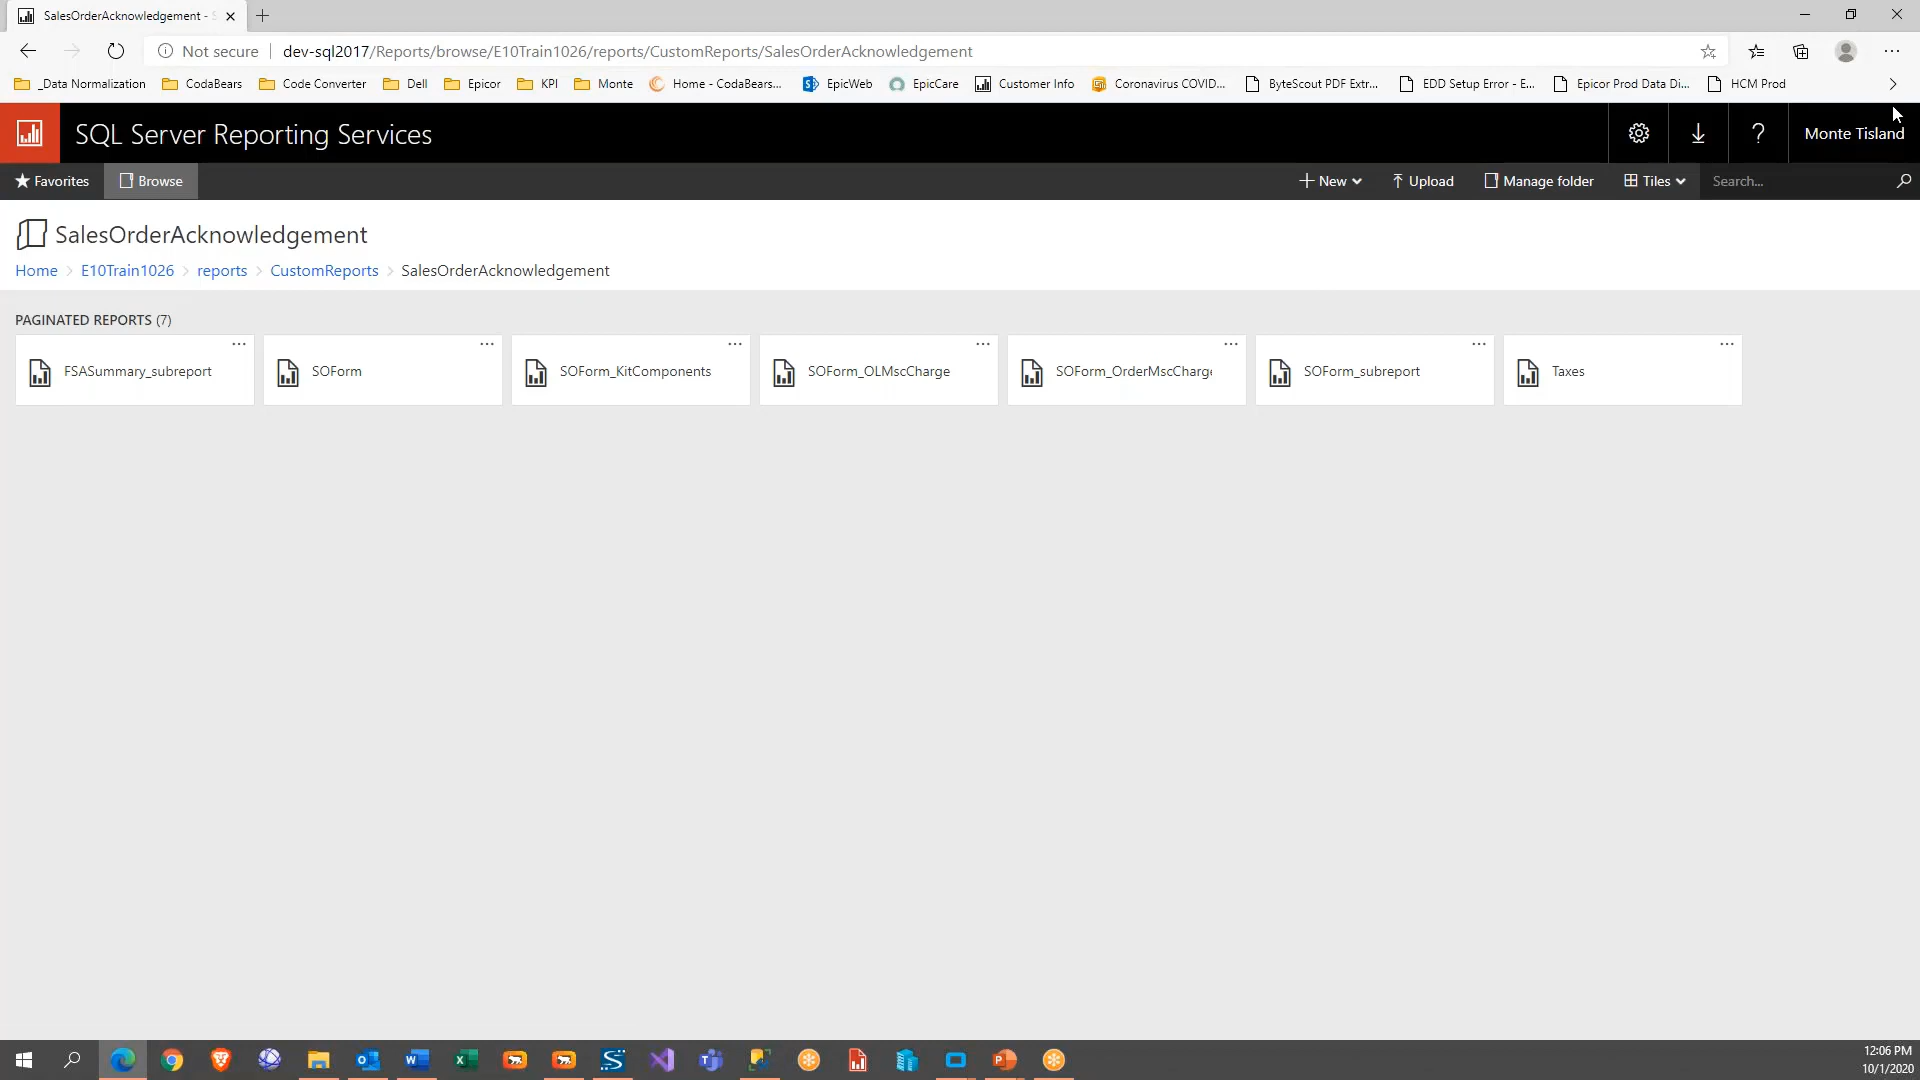 SalesOrderAcknowledgement - S
Not secure dev-sql2017/Reports/browse/E10Train1026/reports/CustomReports/SalesOrderAcknowledgement
_Data Normalization CodaBears Code Converter Dell Epicor KPI Monte Home - CodaBears... EpicWeb EpicCare Customer Info Coronavirus COVID... ByteScout PDF Extr... EDD Setup Error - E... Epicor Prod Data Di... HCM Prod
SQL Server Reporting Services ? Monte Tisland
Favorites Browse New Upload Manage folder Tiles Search...
SalesOrderAcknowledgement
Home > E10Train1026 > reports > CustomReports > SalesOrderAcknowledgement
PAGINATED REPORTS (7)
FSASummary_subreport SOForm SOForm_KitComponents SOForm_OLMscCharge SOForm_OrderMscCharge SOForm_subreport Taxes
12:06 PM
10/1/2020